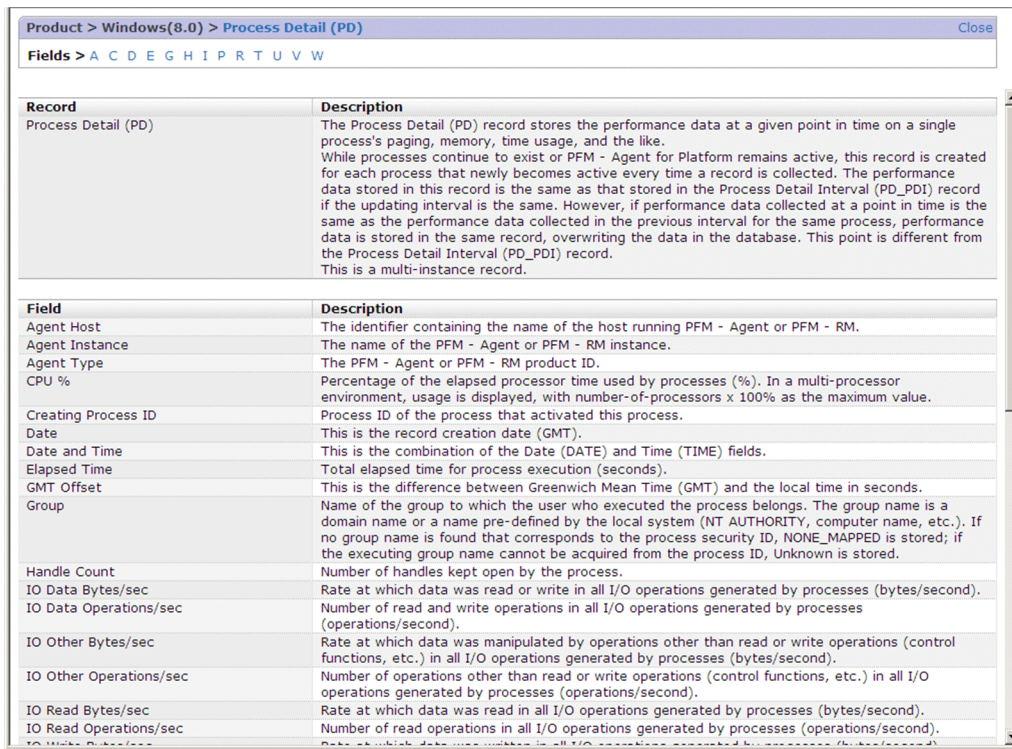 Product > Windows(8.0) > Process Detail (PD) Close
Fields > A C D E G H I P R T U V W
Record Description
Process Detail (PD) The Process Detail (PD) record stores the performance data at a given point in time on a single
process's paging, memory, time usage, and the like.
While processes continue to exist or PFM - Agent for Platform remains active, this record is created
for each process that newly becomes active every time a record is collected. The performance
data stored in this record is the same as that stored in the Process Detail Interval (PD_PDI) record
if the updating interval is the same. However, if performance data collected at a point in time is the
same as the performance data collected in the previous interval for the same process, performance
data is stored in the same record, overwriting the data in the database. This point is different from
the Process Detail Interval (PD_PDI) record.
This is a multi-instance record.
Field Description
Agent Host The identifier containing the name of the host running PFM - Agent or PFM - RM.
Agent Instance The name of the PFM - Agent or PFM - RM instance.
Agent Type The PFM - Agent or PFM - RM product ID.
CPU % Percentage of the elapsed processor time used by processes (%). In a multi-processor
environment, usage is displayed, with number-of-processors x 100% as the maximum value.
Creating Process ID Process ID of the process that activated this process.
Date This is the record creation date (GMT).
Date and Time This is the combination of the Date (DATE) and Time (TIME) fields.
Elapsed Time Total elapsed time for process execution (seconds).
GMT Offset This is the difference between Greenwich Mean Time (GMT) and the local time in seconds.
Group Name of the group to which the user who executed the process belongs. The group name is a
domain name or a name pre-defined by the local system (NT AUTHORITY, computer name, etc.). If
no group name is found that corresponds to the process security ID, NONE_MAPPED is stored; if
the executing group name cannot be acquired from the process ID, Unknown is stored.
Handle Count Number of handles kept open by the process.
IO Data Bytes/sec Rate at which data was read or write in all I/O operations generated by processes (bytes/second).
IO Data Operations/sec Number of read and write operations in all I/O operations generated by processes
(operations/second).
IO Other Bytes/sec Rate at which data was manipulated by operations other than read or write operations (control
functions, etc.) in all I/O operations generated by processes (bytes/second).
IO Other Operations/sec Number of operations other than read or write operations (control functions, etc.) in all I/O
operations generated by processes (operations/second).
IO Read Bytes/sec Rate at which data was read in all I/O operations generated by processes (bytes/second).
IO Read Operations/sec Number of read operations in all I/O operations generated by processes (operations/second).
IO Write Bytes/sec Rate at which data was written in all I/O operations generated by processes (bytes/second).